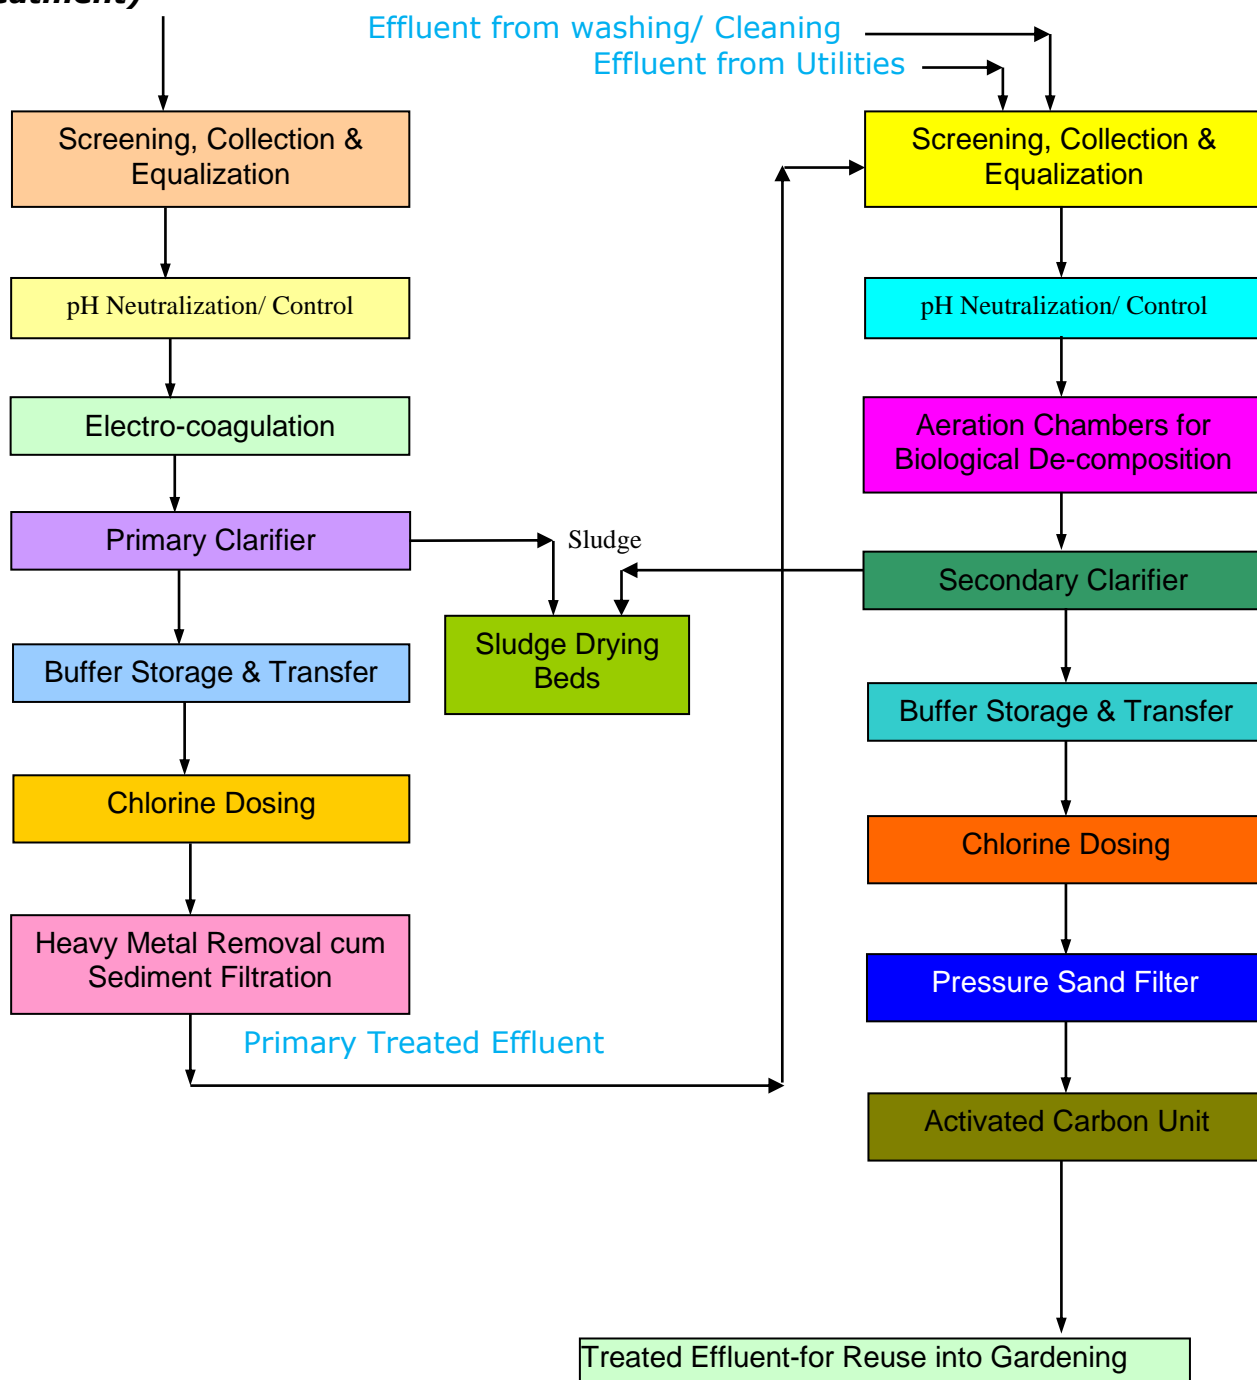 Effluent from washing/ Cleaning
Effluent from Utilities
Screening, Collection &
Equalization
pH Neutralization/ Control
Electro-coagulation
Primary Clarifier
Buffer Storage & Transfer
Chlorine Dosing
Heavy Metal Removal cum
Sediment Filtration
Primary Treated Effluent
Sludge
Sludge Drying
Beds
Screening, Collection &
Equalization
pH Neutralization/ Control
Aeration Chambers for
Biological De-composition
Secondary Clarifier
Buffer Storage & Transfer
Chlorine Dosing
Pressure Sand Filter
Activated Carbon Unit
Treated Effluent-for Reuse into Gardening